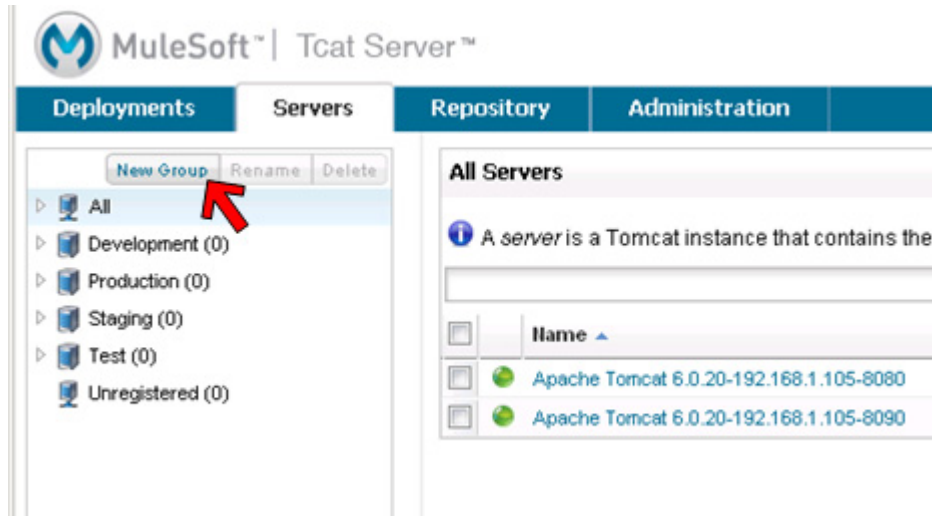 MuleSoft™ | Tcat Server™
Deployments Servers Repository Administration
New Group Rename Delete
All
Development (0)
Production (0)
Staging (0)
Test (0)
Unregistered (0)
All Servers
A server is a Tomcat instance that contains the
Name
Apache Tomcat 6.0.20-192.168.1.105-8080
Apache Tomcat 6.0.20-192.168.1.105-8090